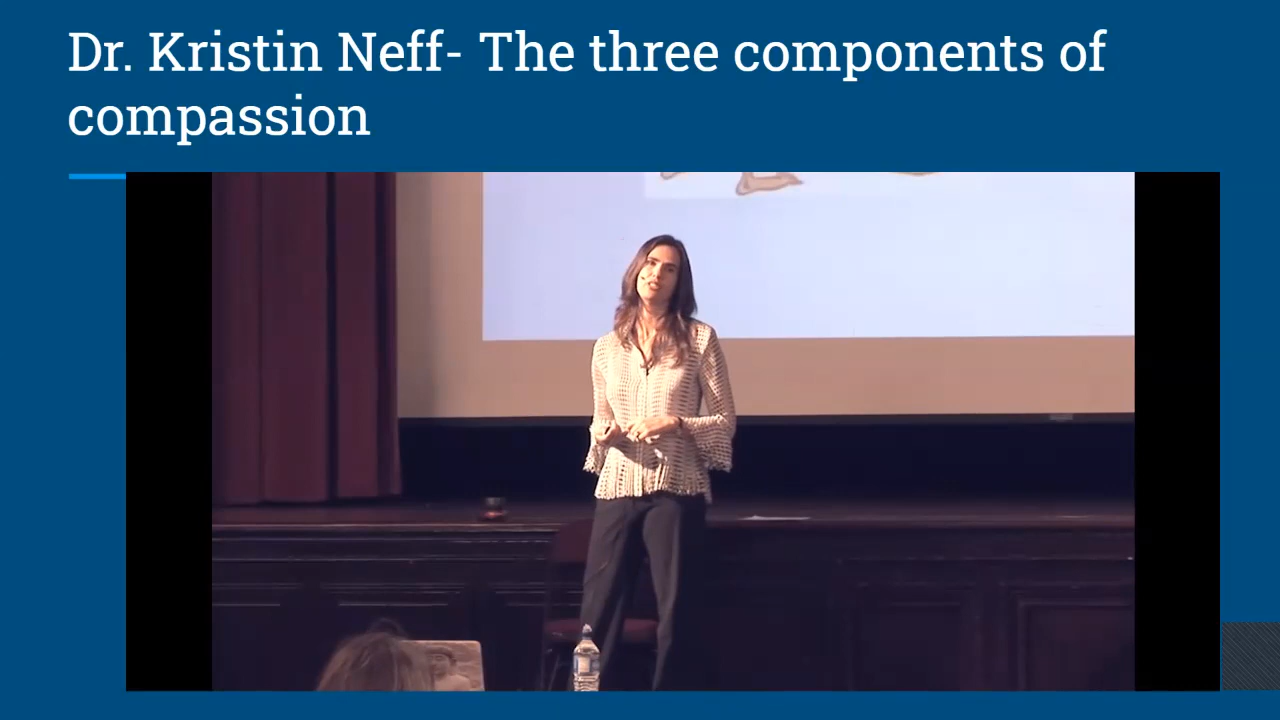 Dr. Kristin Neff- The three components of
compassion